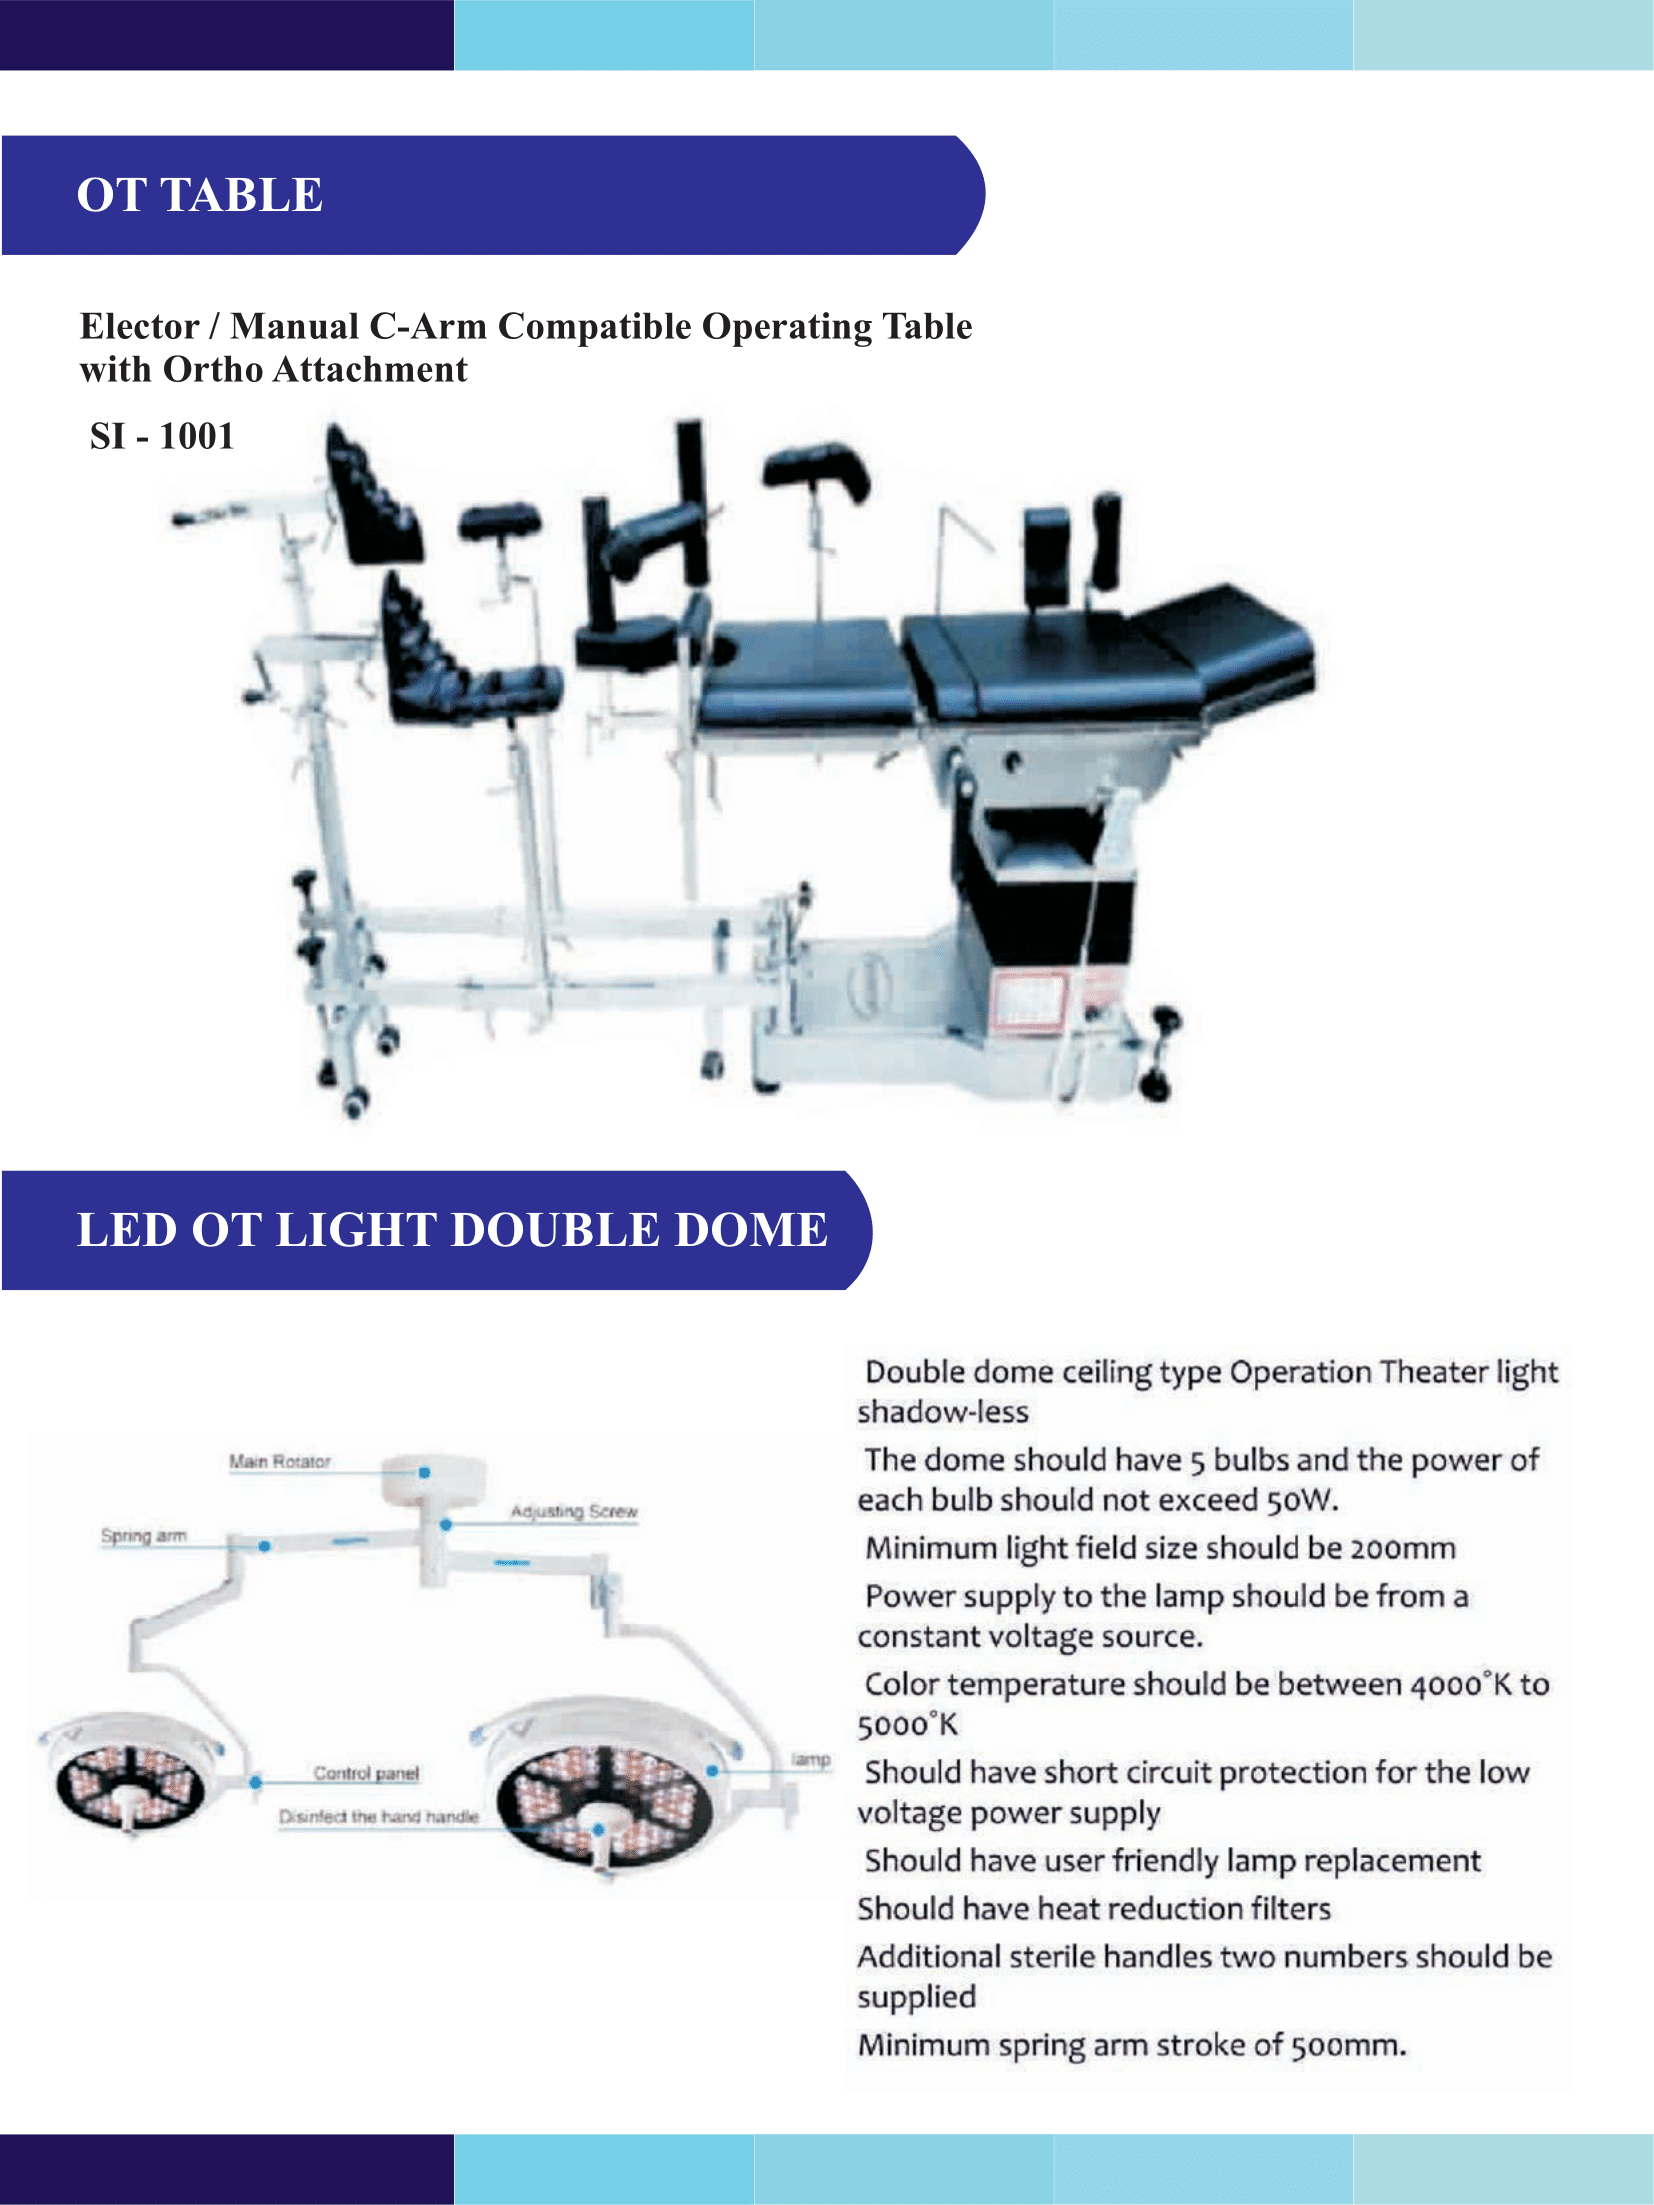 OT TABLE
Elector / Manual C-Arm Compatible Operating Table
with Ortho Attachment
SI - 1001
LED OT LIGHT DOUBLE DOME
Main Rotator
Adjusting Screw
Spring arm
Control panel
lamp
Disinfect the hand handle
Double dome ceiling type Operation Theater light
shadow-less
The dome should have 5 bulbs and the power of
each bulb should not exceed 50W.
Minimum light field size should be 200mm
Power supply to the lamp should be from a
constant voltage source.
Color temperature should be between 4000°K to
5000°K
Should have short circuit protection for the low
voltage power supply
Should have user friendly lamp replacement
Should have heat reduction filters
Additional sterile handles two numbers should be
supplied
Minimum spring arm stroke of 500mm.